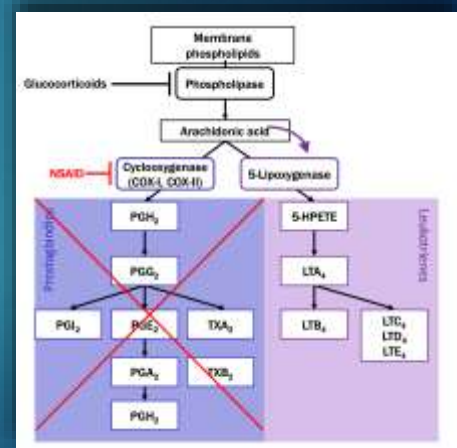 Membrane
phospholipids
Glucocorticoids
Phospholipase
Arachidonic acid
NSAID
Cyclooxygenase
(COX-I, COX-II)
5-Lipoxygenase
Prostaglandins
PGH₂
5-HPETE
Leukotrienes
PGG₂
LTA₄
PGI₂
PGE₂
TXA₂
LTB₄
LTC₄
LTD₄
LTE₄
PGA₂
TXB₂
PGH₂